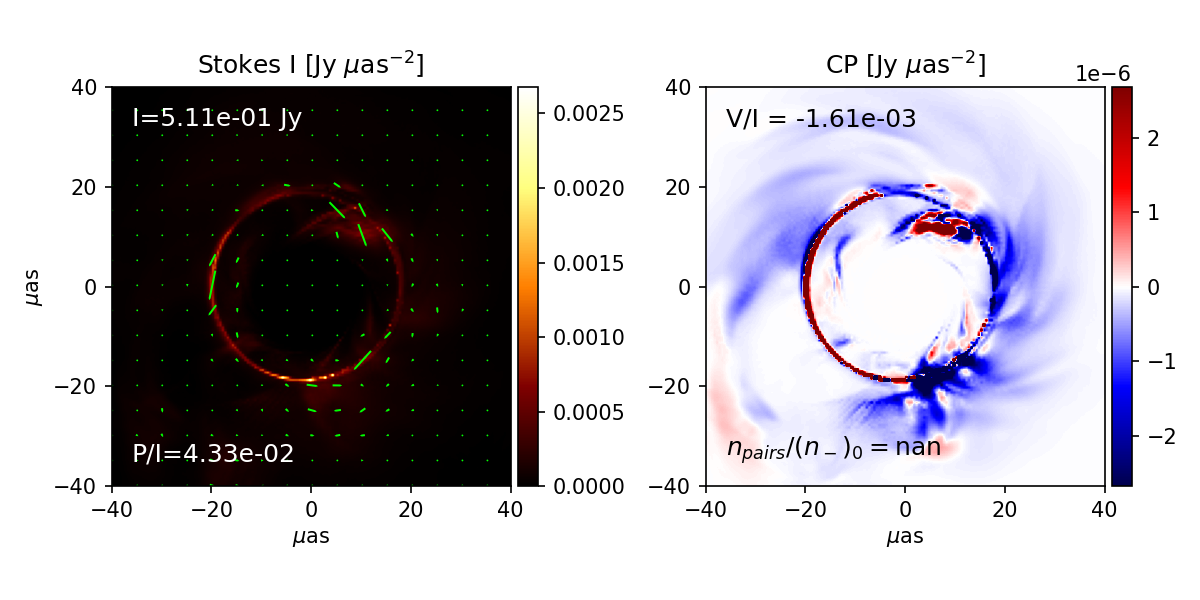 Stokes I [Jy μas⁻²]
I=5.11e-01 Jy
P/I=4.33e-02
40
20
0
−20
−40
μas
−40 −20 0 20 40
μas
0.0025
0.0020
0.0015
0.0010
0.0005
0.0000
CP [Jy μas⁻²]
1e−6
V/I = -1.61e-03
n_pairs/(n_−)_0 = nan
40
20
0
−20
−40
−40 −20 0 20 40
μas
2
1
0
−1
−2